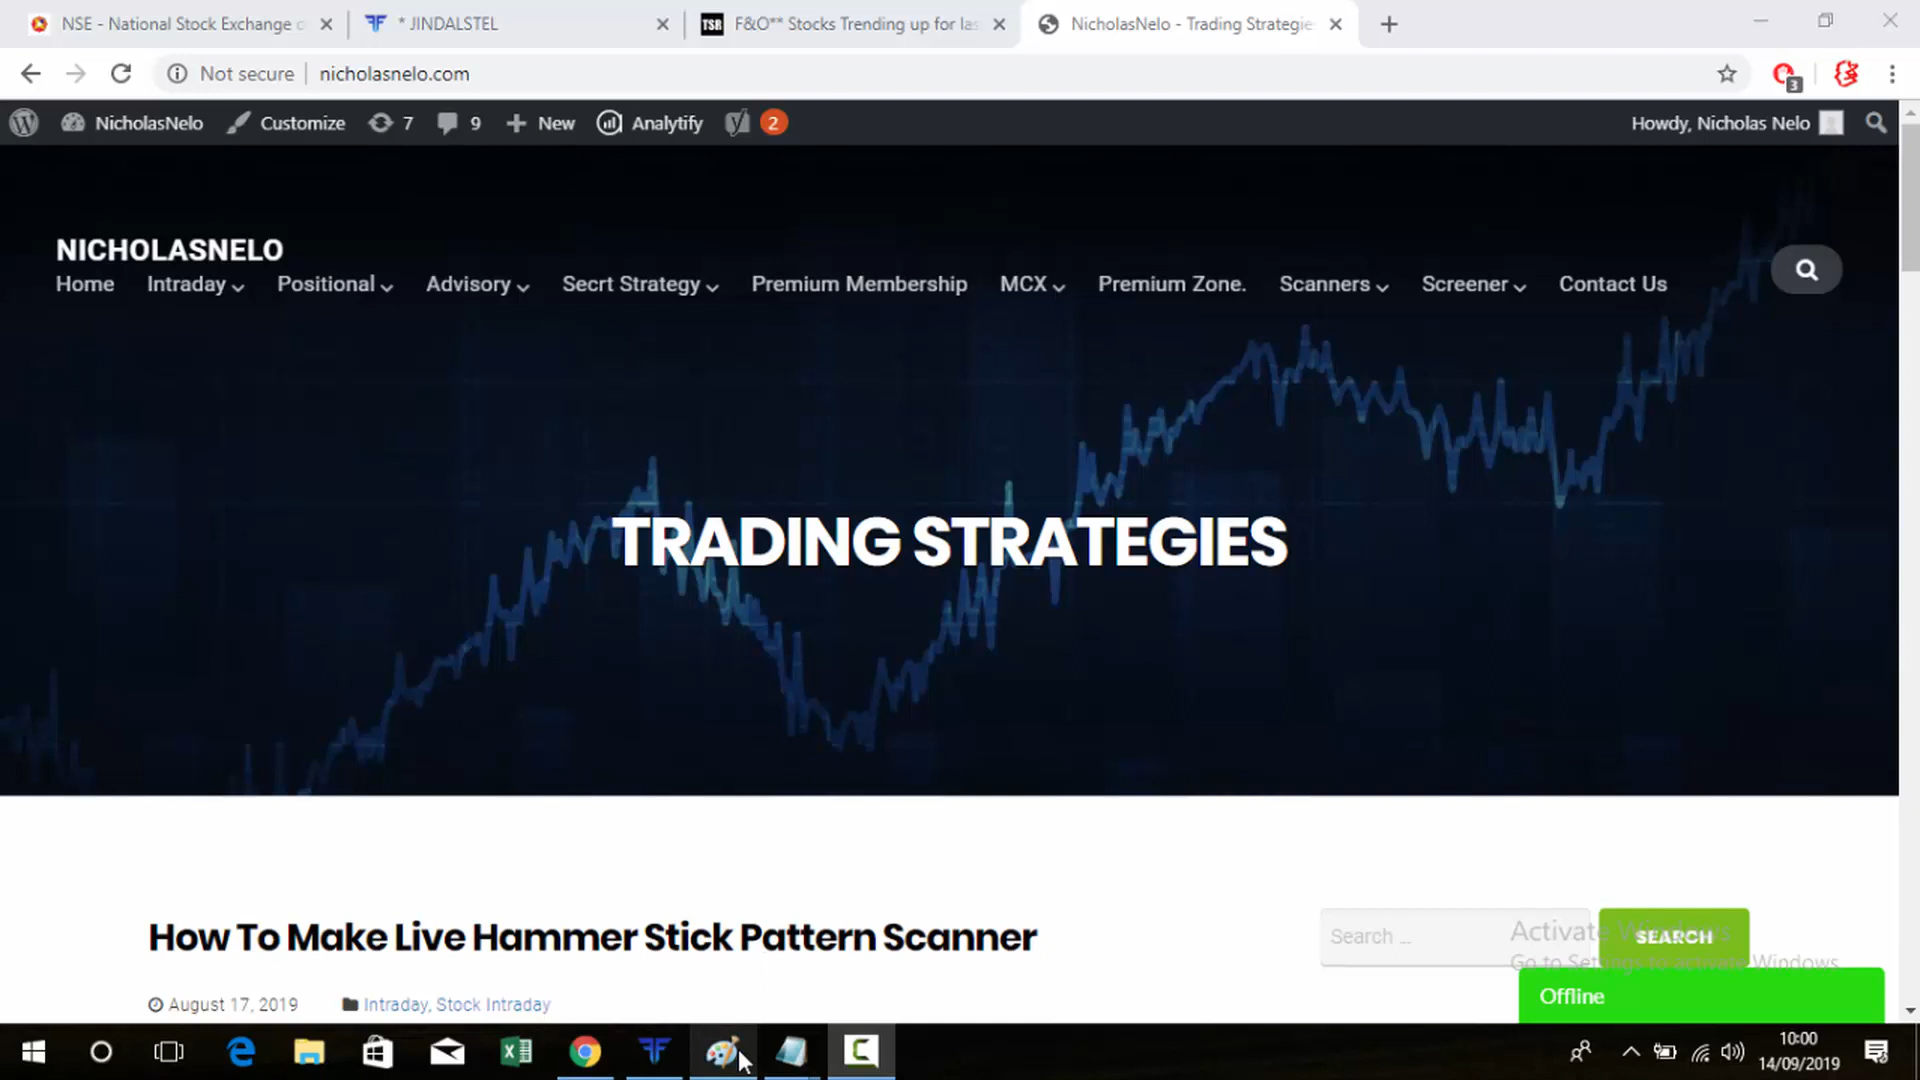 NSE - National Stock Exchange o
* JINDALSTEL
TSR F&O** Stocks Trending up for las
NicholasNelo - Trading Strategie
Not secure nicholasnelo.com
3
NicholasNelo Customize 7 9 New Analytify 2 Howdy, Nicholas Nelo
NICHOLASNELO
Home Intraday Positional Advisory Secrt Strategy Premium Membership MCX Premium Zone. Scanners Screener Contact Us
TRADING STRATEGIES
How To Make Live Hammer Stick Pattern Scanner
Search ...
SEARCH
Activate Windows
Go to Settings to activate Windows
August 17, 2019 Intraday, Stock Intraday
Offline
10:00
14/09/2019